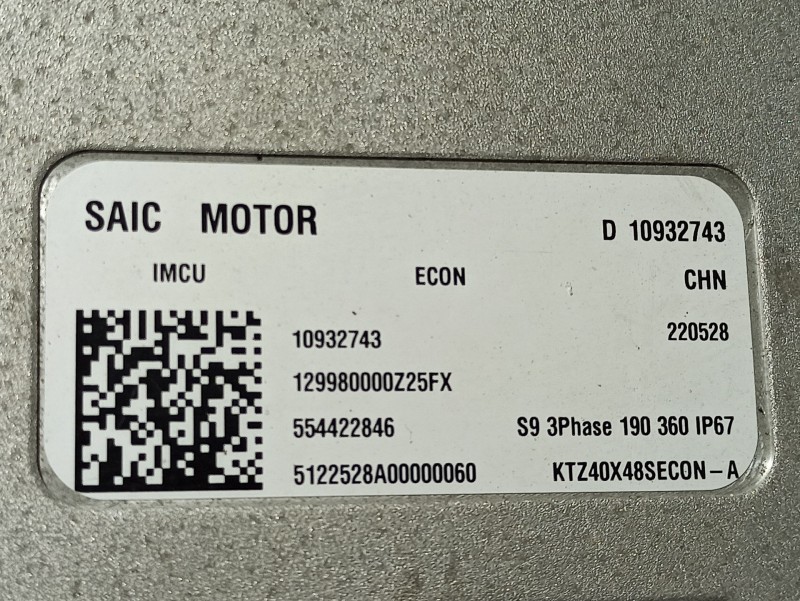 SAIC MOTOR
D 10932743
IMCU ECON CHN
10932743 220528
129980000Z25FX
554422846 S9 3Phase 190 360 IP67
5122528A00000060 KTZ40X48SECON-A